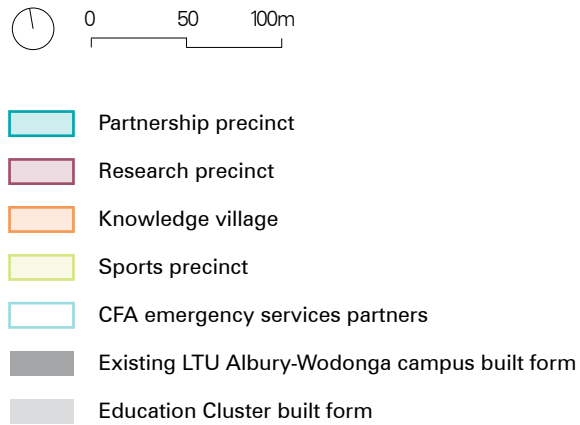 0 50 100m
Partnership precinct
Research precinct
Knowledge village
Sports precinct
CFA emergency services partners
Existing LTU Albury-Wodonga campus built form
Education Cluster built form